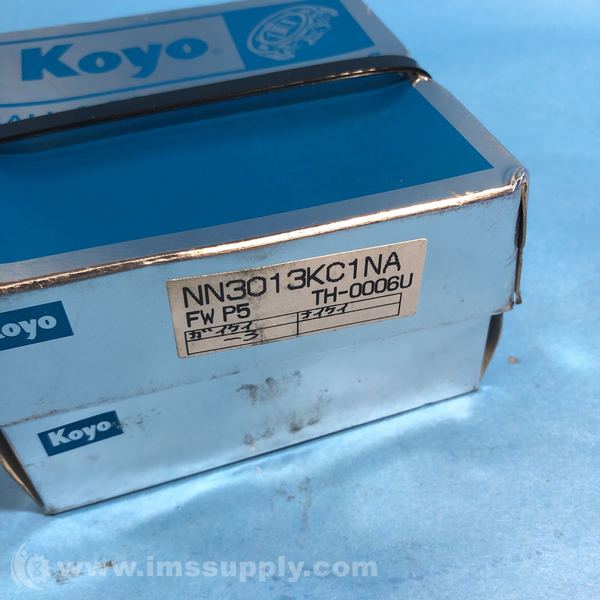 Koyo
NN3013KC1NA
FW P5 TH-0006U
ガイケイ ナイケイ
-3
Koyo
Koyo
www.imssupply.com